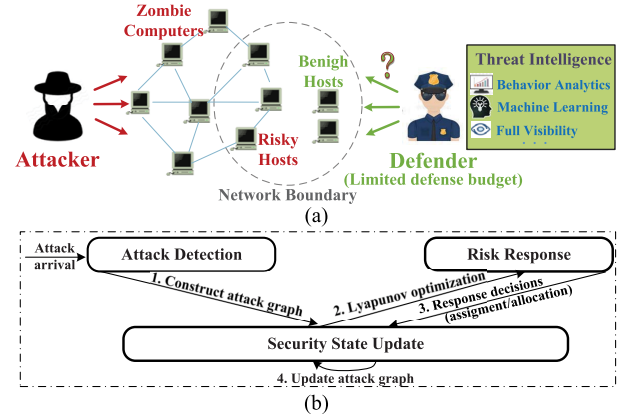 Zombie
Computers
Benigh
Hosts
?
Threat Intelligence
Behavior Analytics
Machine Learning
Full Visibility
. . .
Attacker
Risky
Hosts
Defender
(Limited defense budget)
Network Boundary
(a)
Attack
arrival
Attack Detection
Risk Response
1. Construct attack graph
2. Lyapunov optimization
3. Response decisions
(assigment/allocation)
Security State Update
4. Update attack graph
(b)